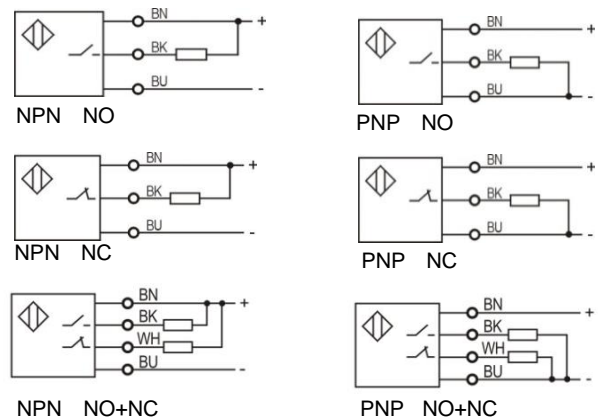 BN +
BK
BU -
NPN NO
BN +
BK
BU -
PNP NO
BN +
BK
BU -
NPN NC
BN +
BK
BU -
PNP NC
BN +
BK
WH
BU -
NPN NO+NC
BN +
BK
WH
BU -
PNP NO+NC